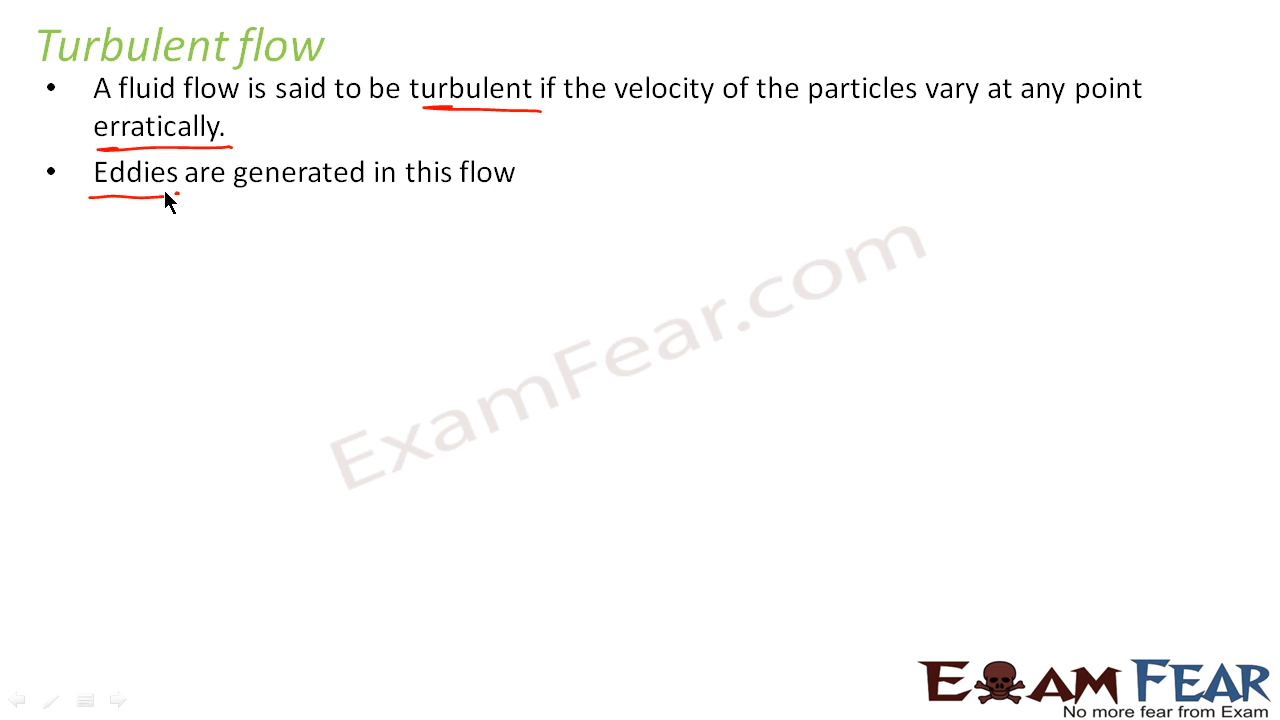 Turbulent flow
• A fluid flow is said to be turbulent if the velocity of the particles vary at any point
erratically.
• Eddies are generated in this flow
ExamFear.com
EXAM FEAR
No more fear from Exam